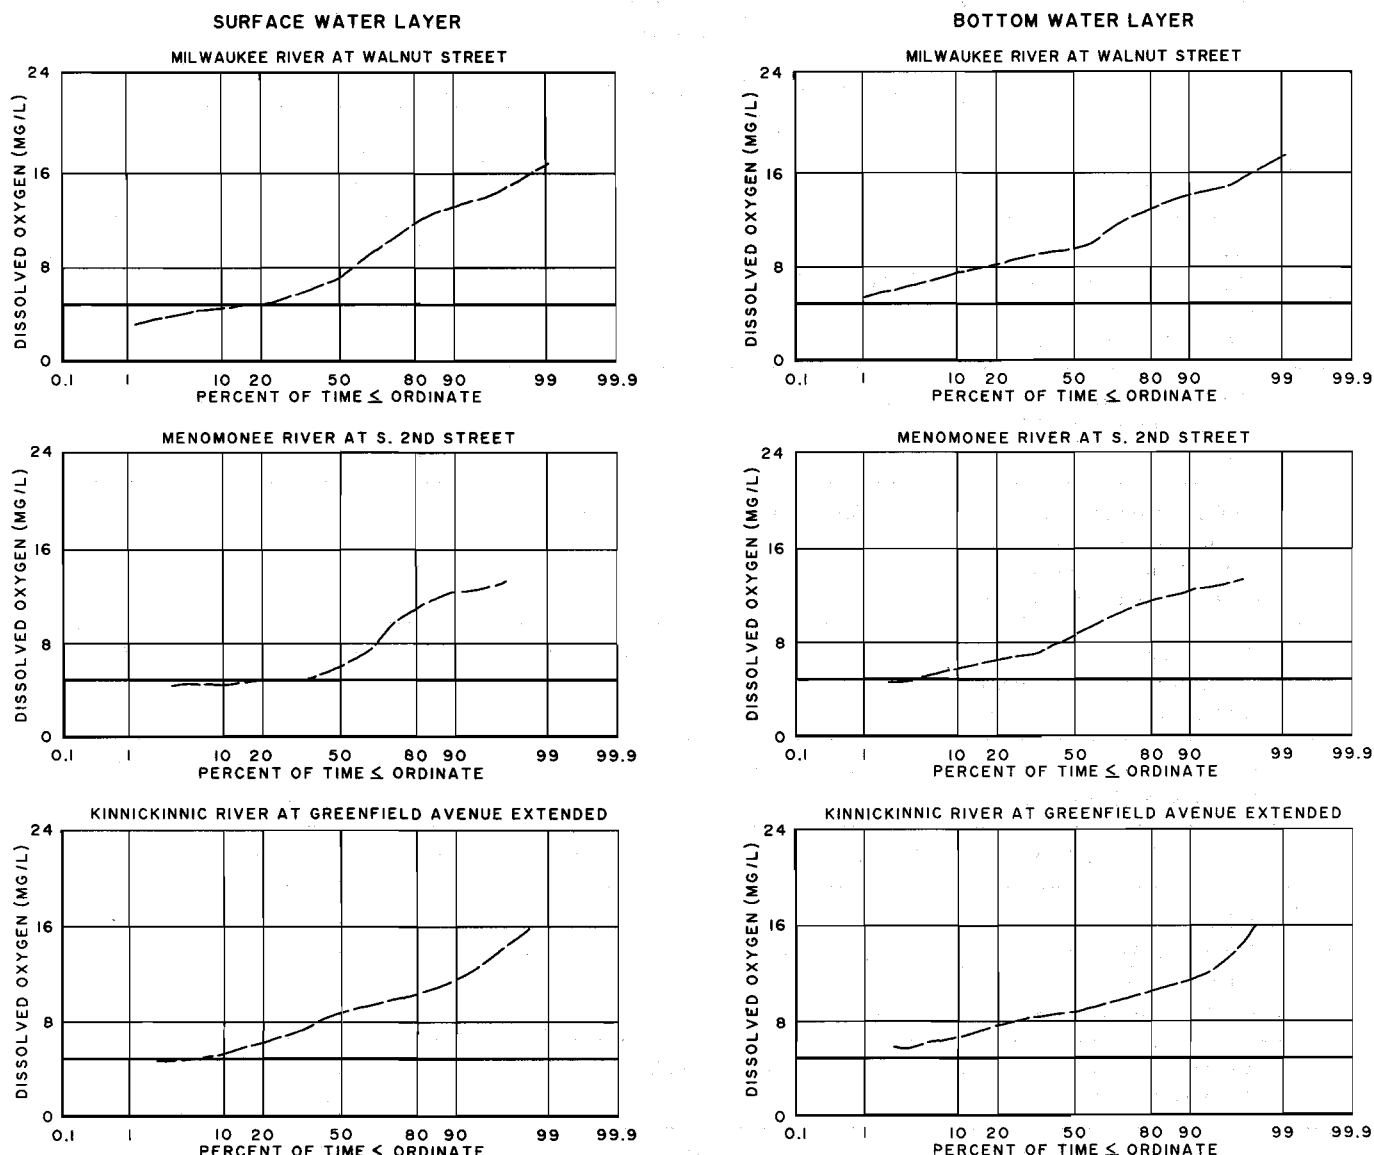 SURFACE WATER LAYER
MILWAUKEE RIVER AT WALNUT STREET
DISSOLVED OXYGEN (MG/L)
24
16
8
0
0.1 1 10 20 50 80 90 99 99.9
PERCENT OF TIME ≤ ORDINATE
MENOMONEE RIVER AT S. 2ND STREET
DISSOLVED OXYGEN (MG/L)
24
16
8
0
0.1 1 10 20 50 80 90 99 99.9
PERCENT OF TIME ≤ ORDINATE
KINNICKINNIC RIVER AT GREENFIELD AVENUE EXTENDED
DISSOLVED OXYGEN (MG/L)
24
16
8
0
0.1 1 10 20 50 80 90 99 99.9
PERCENT OF TIME ≤ ORDINATE
BOTTOM WATER LAYER
MILWAUKEE RIVER AT WALNUT STREET
DISSOLVED OXYGEN (MG/L)
24
16
8
0
0.1 1 10 20 50 80 90 99 99.9
PERCENT OF TIME ≤ ORDINATE
MENOMONEE RIVER AT S. 2ND STREET
DISSOLVED OXYGEN (MG/L)
24
16
8
0
0.1 1 10 20 50 80 90 99 99.9
PERCENT OF TIME ≤ ORDINATE
KINNICKINNIC RIVER AT GREENFIELD AVENUE EXTENDED
DISSOLVED OXYGEN (MG/L)
24
16
8
0
0.1 1 10 20 50 80 90 99 99.9
PERCENT OF TIME ≤ ORDINATE